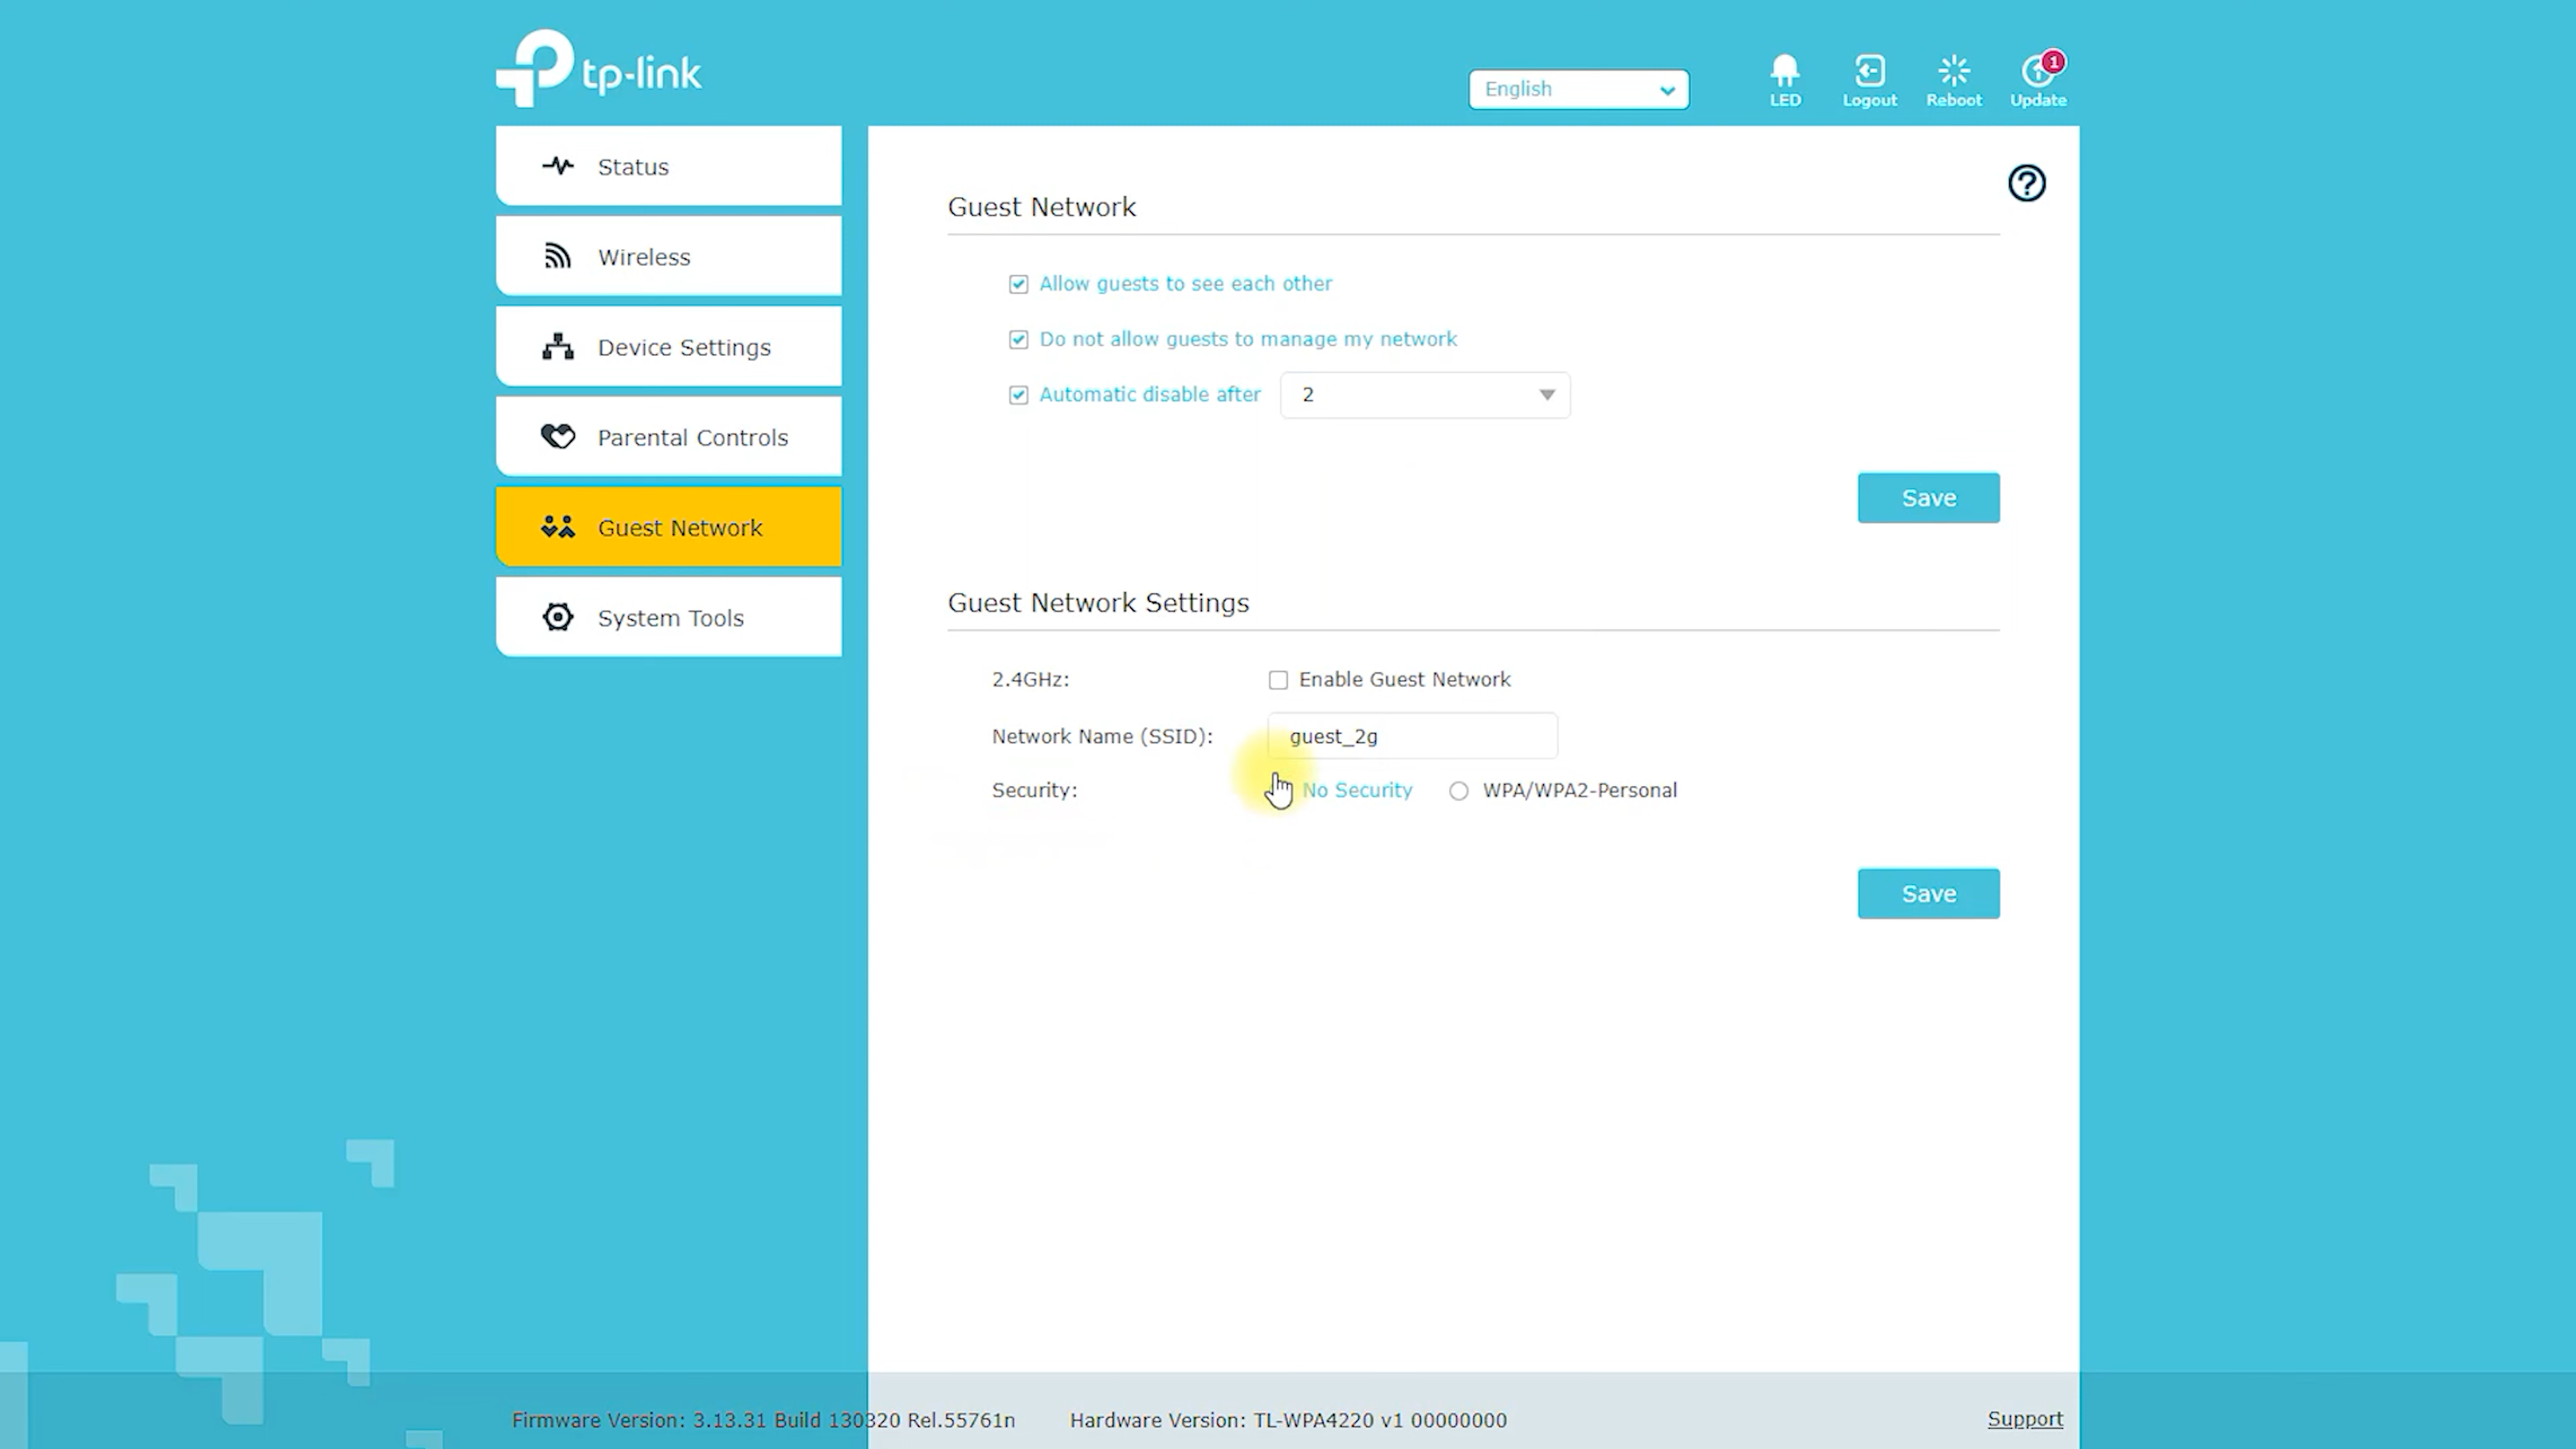 tp-link
English
LED
Logout
Reboot
Update
1
Status
Wireless
Device Settings
Parental Controls
Guest Network
System Tools
Guest Network
Allow guests to see each other
Do not allow guests to manage my network
Automatic disable after 2
Save
Guest Network Settings
2.4GHz: Enable Guest Network
Network Name (SSID): guest_2g
Security: No Security WPA/WPA2-Personal
Save
Firmware Version: 3.13.31 Build 130320 Rel.55761n Hardware Version: TL-WPA4220 v1 00000000 Support